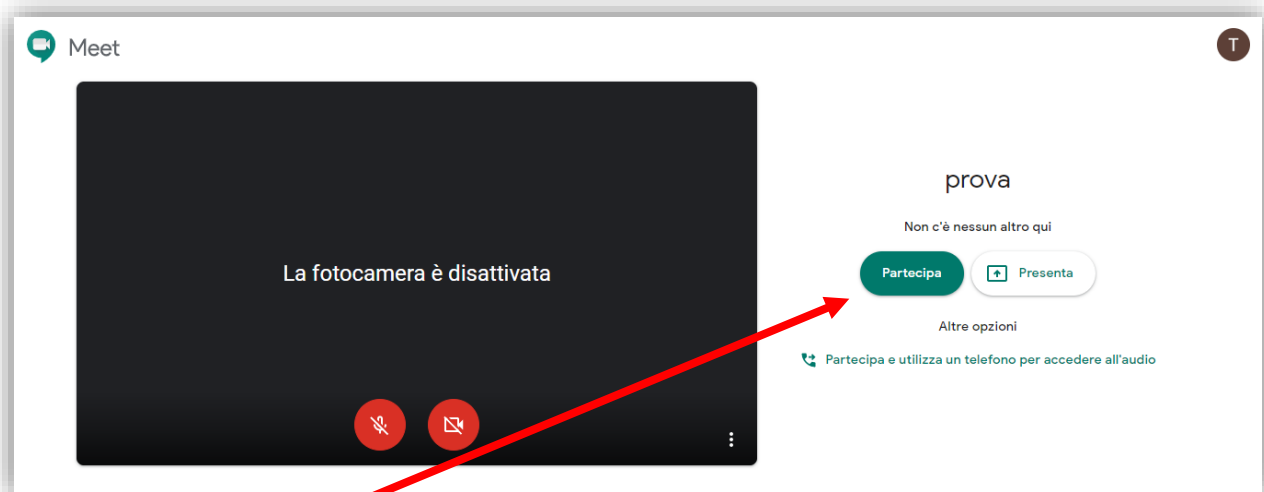 Meet
T
La fotocamera è disattivata
prova
Non c'è nessun altro qui
Partecipa
Presenta
Altre opzioni
Partecipa e utilizza un telefono per accedere all'audio